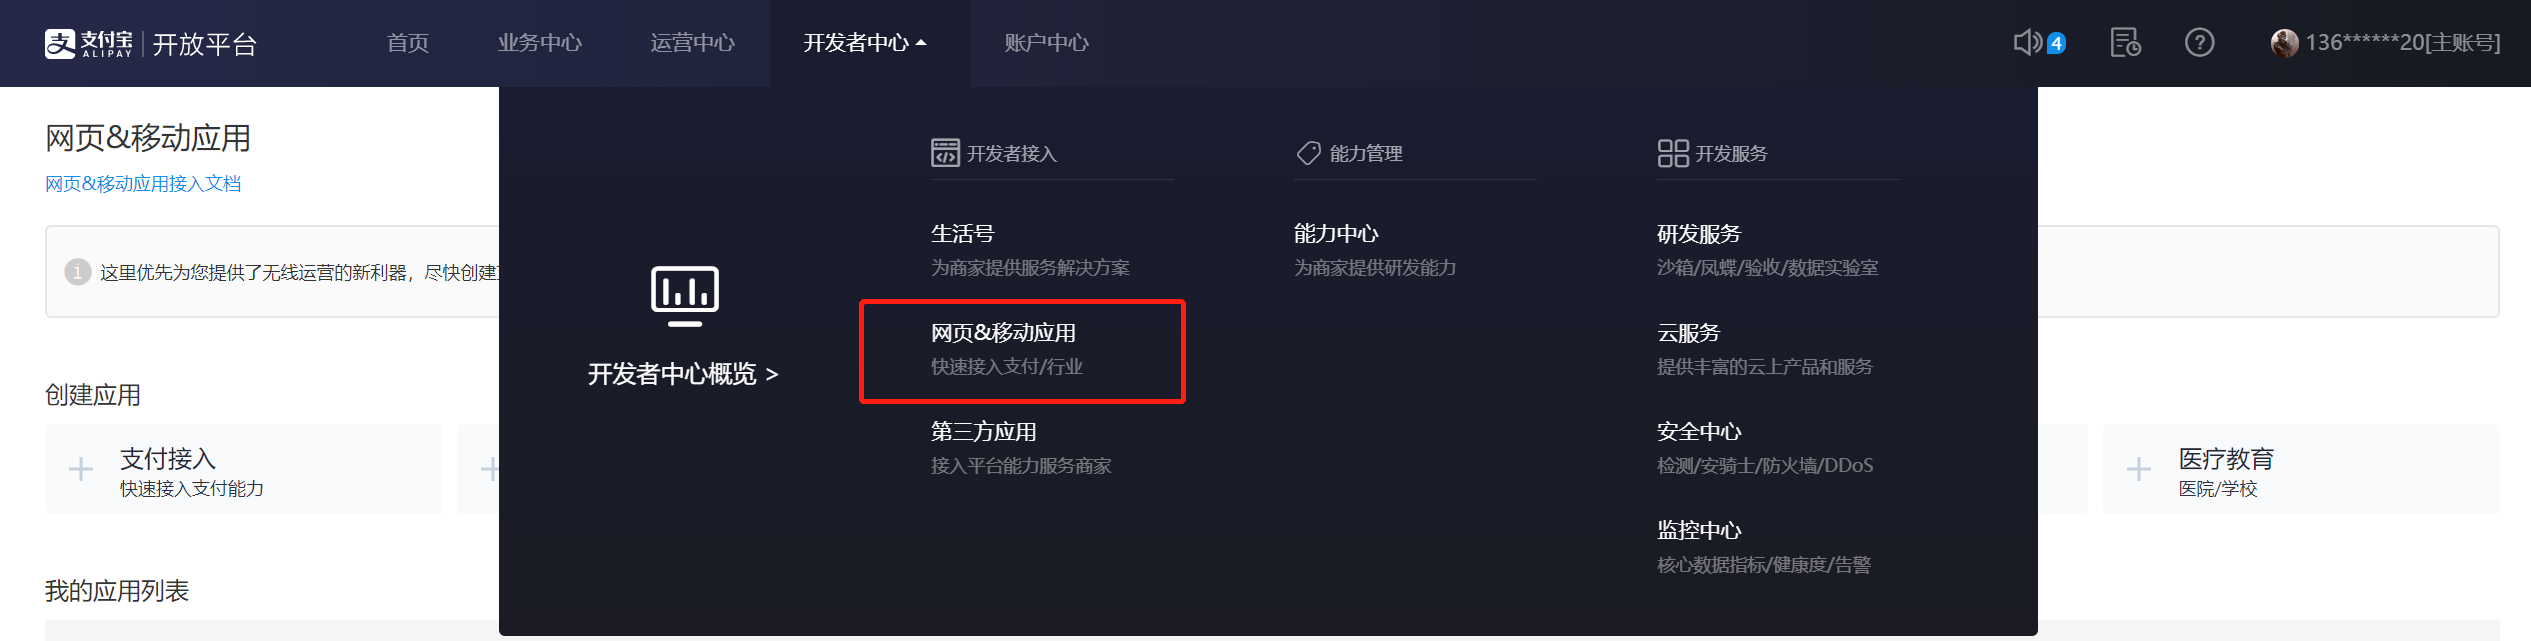 支付宝 ALIPAY 开放平台 首页 业务中心 运营中心 开发者中心 账户中心 4 136******20[主账号]
网页&移动应用
网页&移动应用接入文档
这里优先为您提供了无线运营的新利器，尽快创建
创建应用
支付接入
快速接入支付能力
医疗教育
医院/学校
我的应用列表
开发者中心概览 >
开发者接入
生活号
为商家提供服务解决方案
网页&移动应用
快速接入支付/行业
第三方应用
接入平台能力服务商家
能力管理
能力中心
为商家提供研发能力
开发服务
研发服务
沙箱/凤蝶/验收/数据实验室
云服务
提供丰富的云上产品和服务
安全中心
检测/安骑士/防火墙/DDoS
监控中心
核心数据指标/健康度/告警